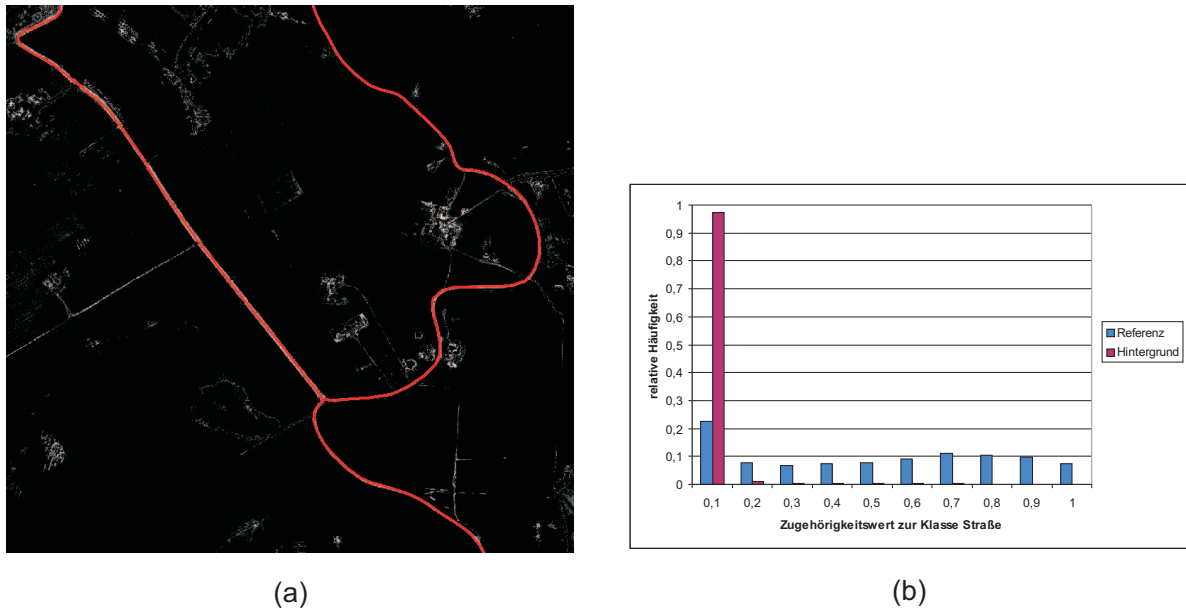 1
0,9
0,8
0,7
0,6
0,5
0,4
0,3
0,2
0,1
0
relative Häufigkeit
0,1 0,2 0,3 0,4 0,5 0,6 0,7 0,8 0,9 1
Zugehörigkeitswert zur Klasse Straße
Referenz
Hintergrund
(a)
(b)